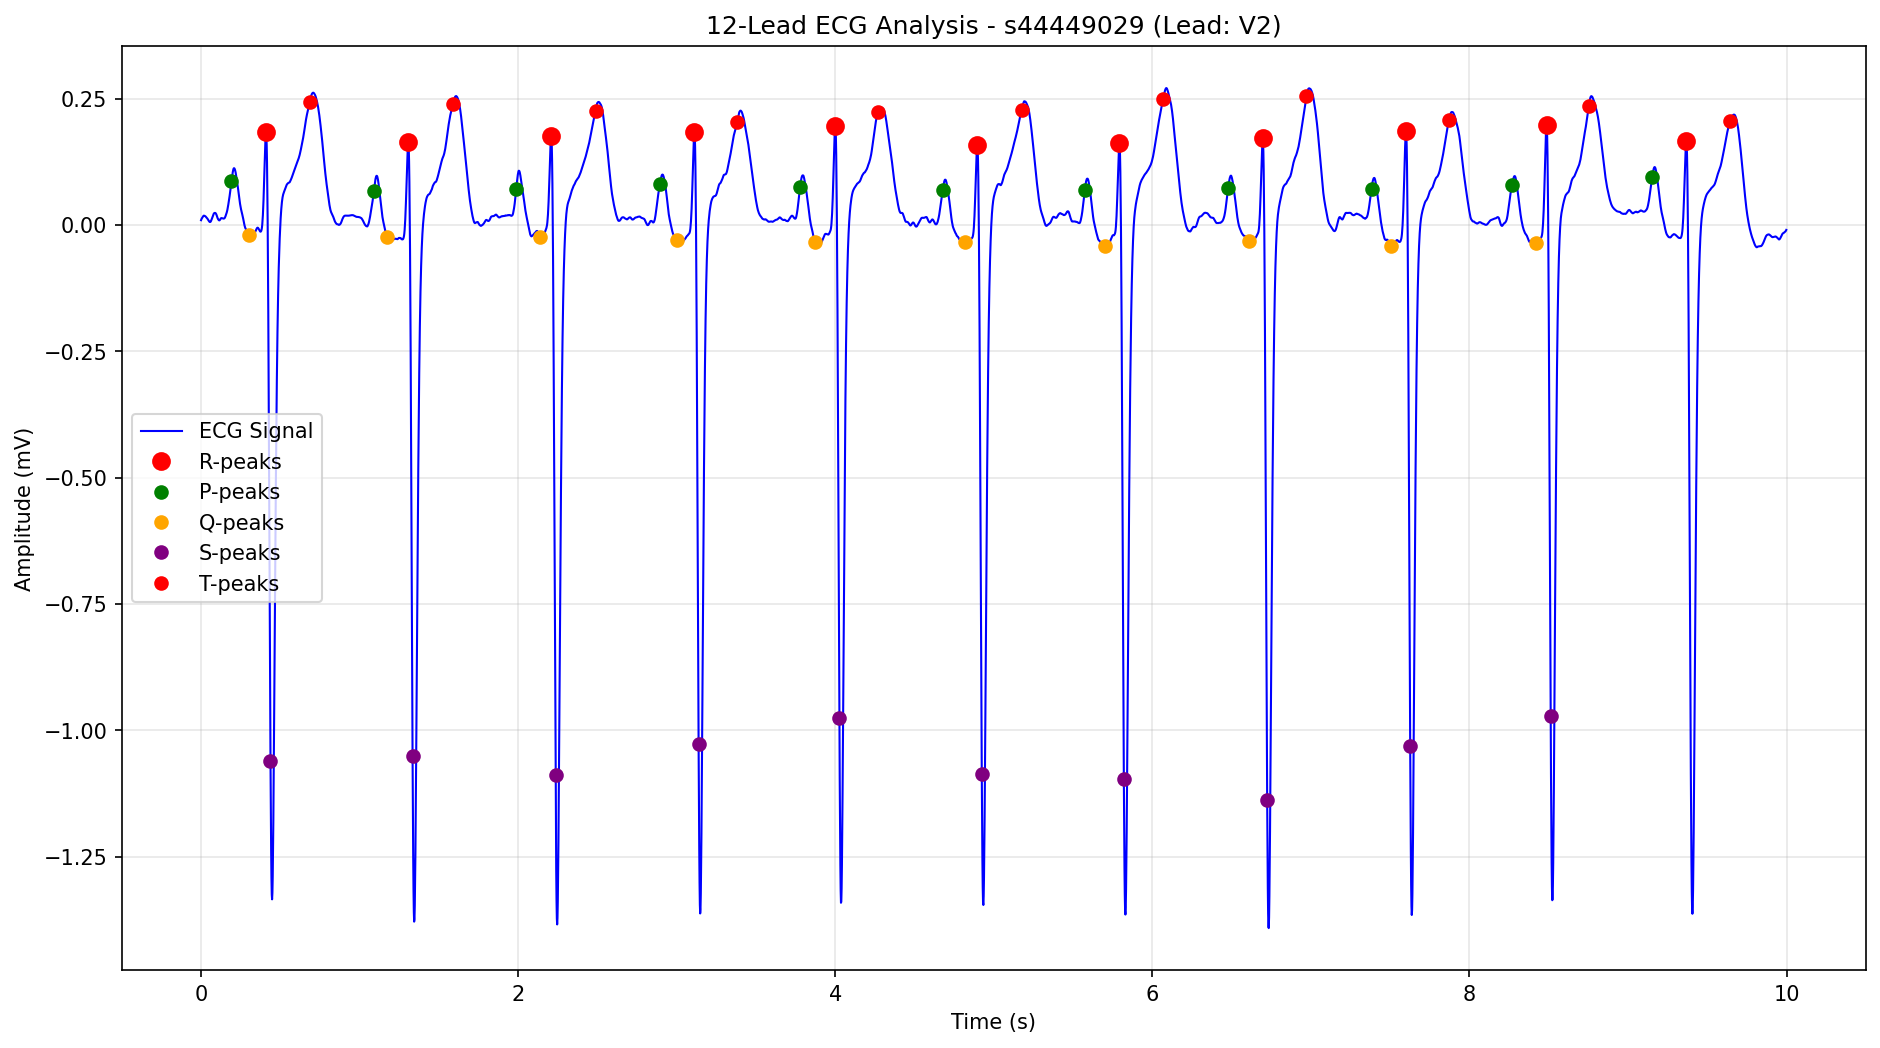 12-Lead ECG Analysis - s44449029 (Lead: V2)
Amplitude (mV)
0.25
0.00
−0.25
−0.50
−0.75
−1.00
−1.25
ECG Signal
R-peaks
P-peaks
Q-peaks
S-peaks
T-peaks
0 2 4 6 8 10
Time (s)